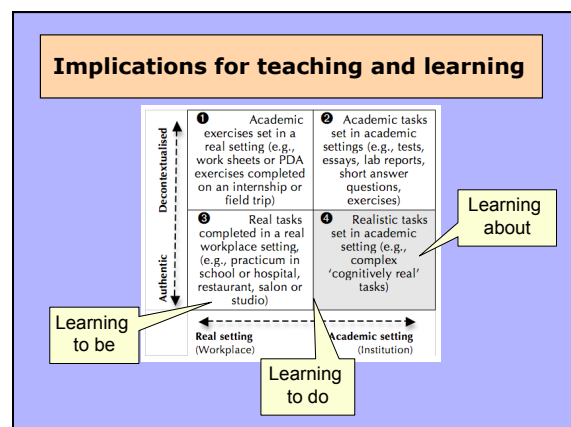 Implications for teaching and learning
Decontextualised
Authentic
❶ Academic
exercises set in a
real setting (e.g.,
work sheets or PDA
exercises completed
on an internship or
field trip)
❷ Academic tasks
set in academic
settings (e.g., tests,
essays, lab reports,
short answer
questions,
exercises)
❸ Real tasks
completed in a real
workplace setting,
(e.g., practicum in
school or hospital,
restaurant, salon or
studio)
❹ Realistic tasks
set in academic
setting (e.g.,
complex
‘cognitively real’
tasks)
Learning
about
Learning
to be
Real setting
(Workplace)
Academic setting
(Institution)
Learning
to do